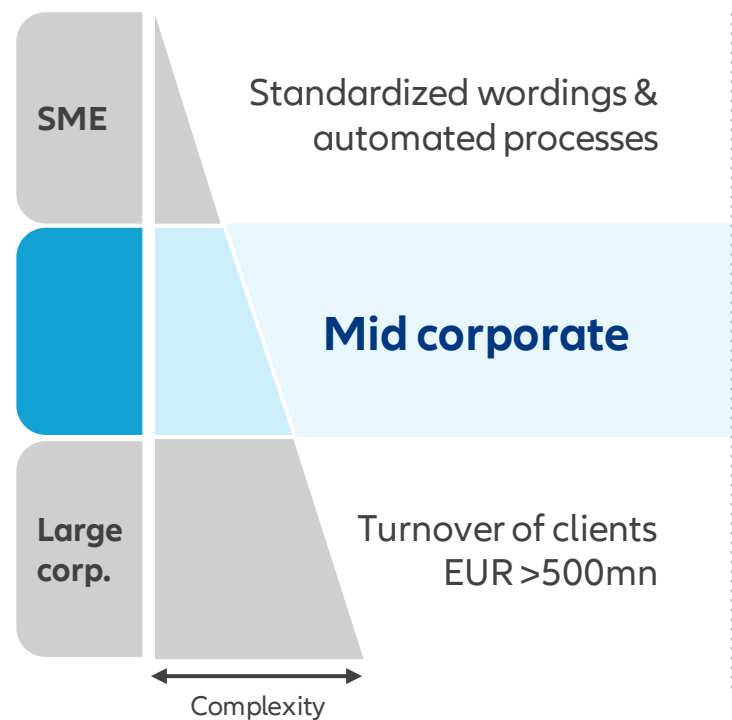 SME
Standardized wordings &
automated processes
Mid corporate
Large
corp.
Turnover of clients
EUR >500mn
Complexity